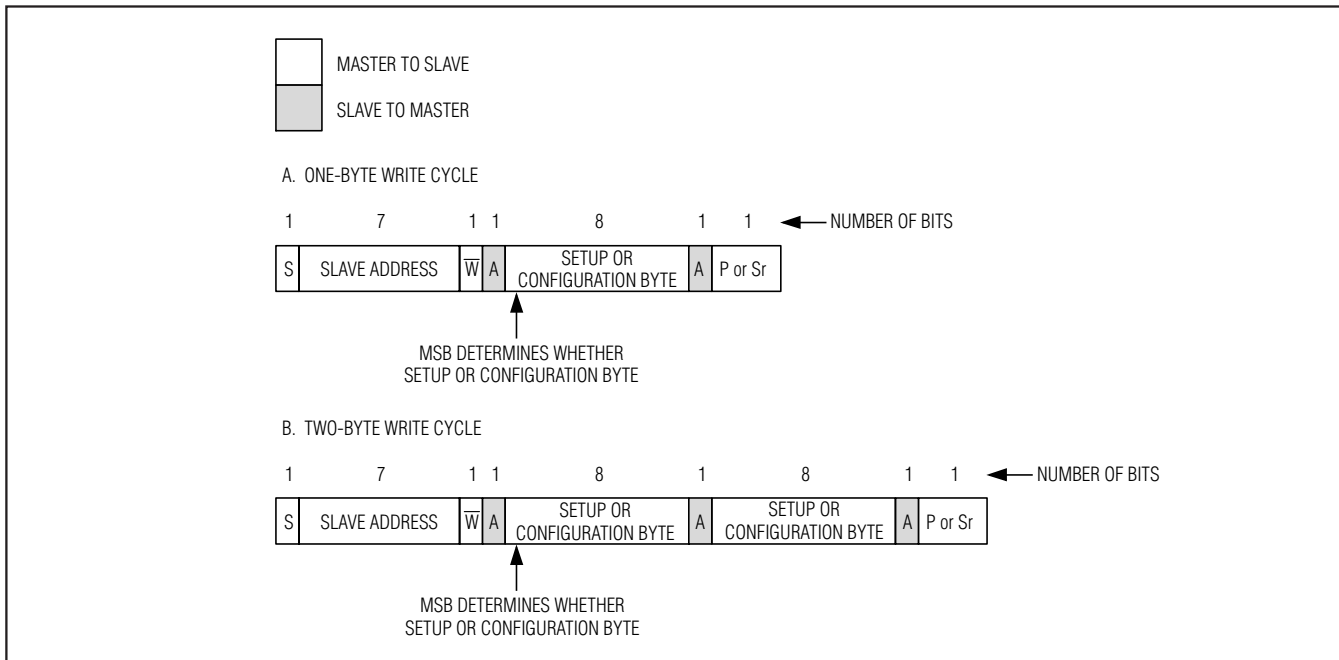 MASTER TO SLAVE
SLAVE TO MASTER
A. ONE-BYTE WRITE CYCLE
1 7 1 1 8 1 1 NUMBER OF BITS
S SLAVE ADDRESS W̅ A SETUP OR CONFIGURATION BYTE A P or Sr
MSB DETERMINES WHETHER
SETUP OR CONFIGURATION BYTE
B. TWO-BYTE WRITE CYCLE
1 7 1 1 8 1 8 1 1 NUMBER OF BITS
S SLAVE ADDRESS W̅ A SETUP OR CONFIGURATION BYTE A SETUP OR CONFIGURATION BYTE A P or Sr
MSB DETERMINES WHETHER
SETUP OR CONFIGURATION BYTE